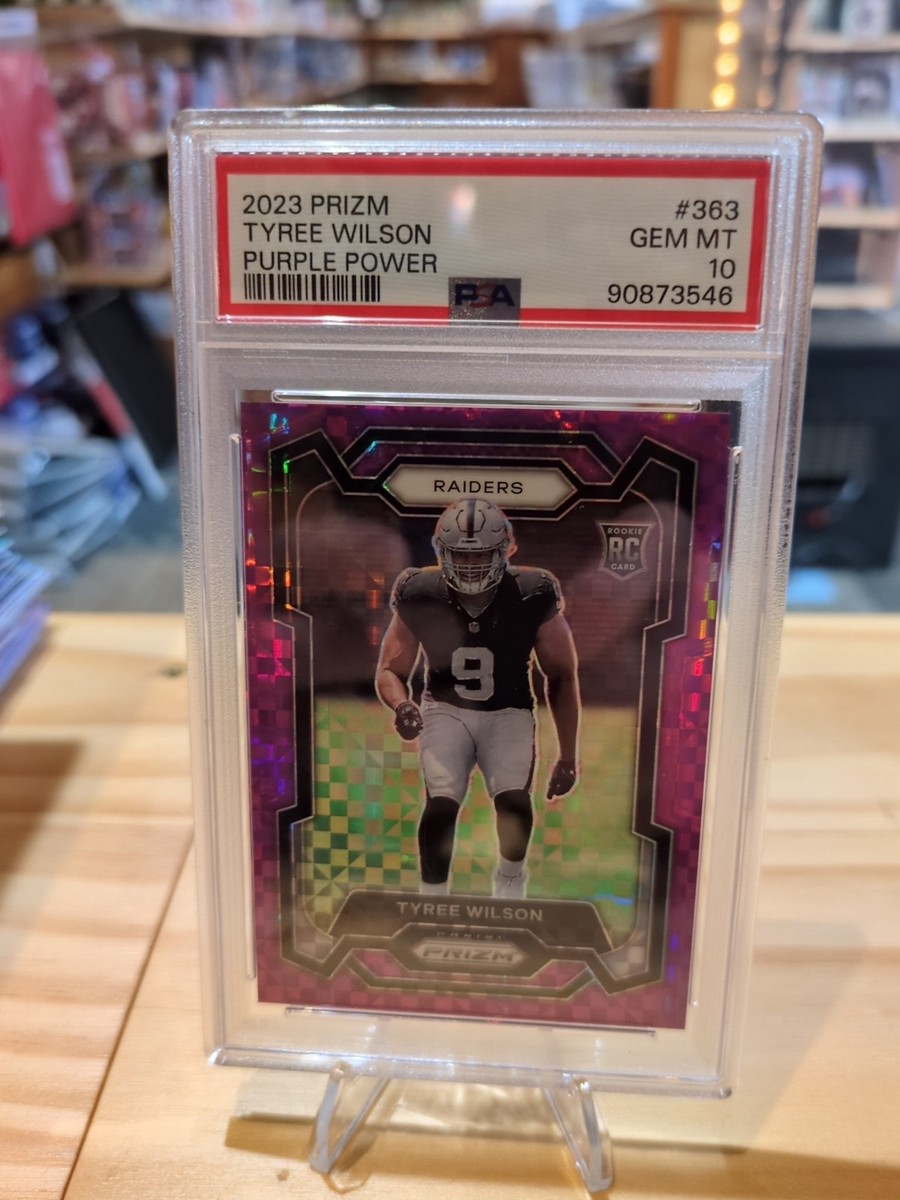 2023 PRIZM
TYREE WILSON
PURPLE POWER
#363
GEM MT
10
90873546
PSA
RAIDERS
ROOKIE
RC
CARD
9
TYREE WILSON
PANINI
PRIZM